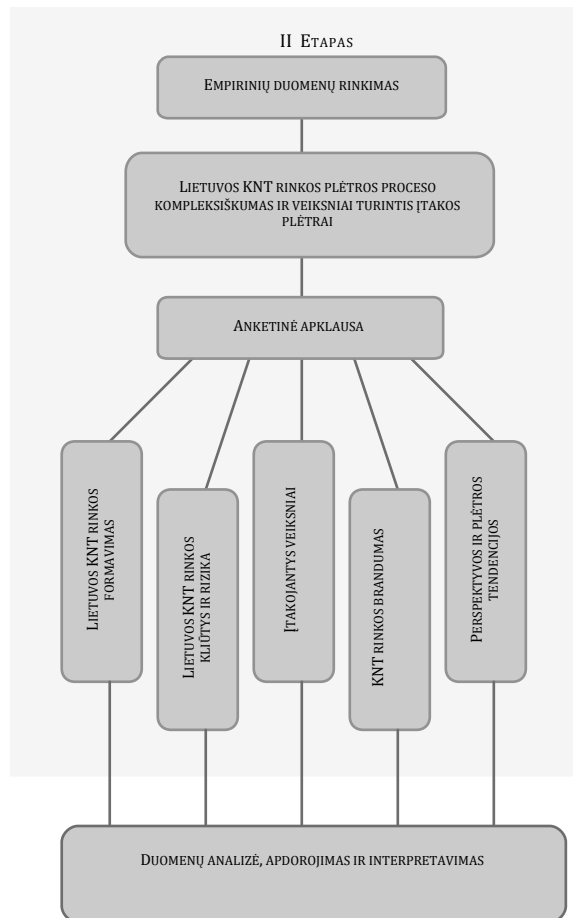 II ETAPAS
EMPIRINIŲ DUOMENŲ RINKIMAS
LIETUVOS KNT RINKOS PLĖTROS PROCESO
KOMPLEKSIŠKUMAS IR VEIKSNIAI TURINTIS ĮTAKOS
PLĖTRAI
ANKETINĖ APKLAUSA
LIETUVOS KNT RINKOS
FORMAVIMAS
LIETUVOS KNT RINKOS
KLIŪTYS IR RIZIKA
ĮTAKOJANTYS VEIKSNIAI
KNT RINKOS BRANDUMAS
PERSPEKTYVOS IR PLĖTROS
TENDENCIJOS
DUOMENŲ ANALIZĖ, APDOROJIMAS IR INTERPRETAVIMAS